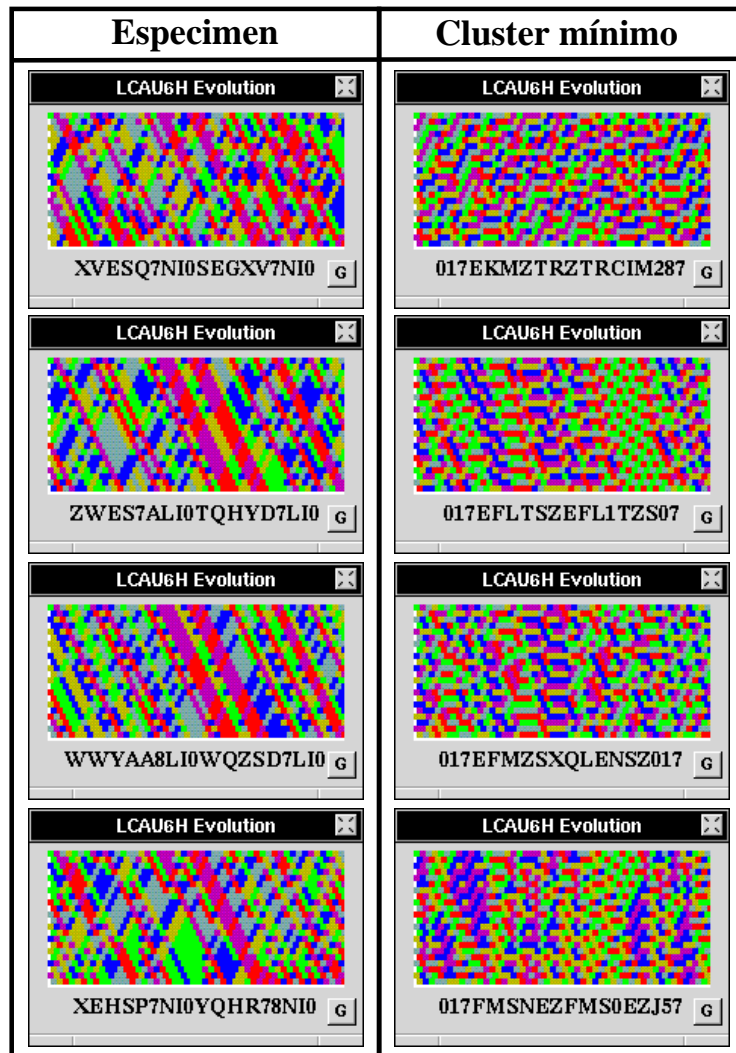 Especimen Cluster mínimo
LCAU6H Evolution LCAU6H Evolution
XVESQ7NI0SEGXV7NI0 G 017EKMZTRZTRCIM287 G
LCAU6H Evolution LCAU6H Evolution
ZWES7ALI0TQHYD7LI0 G 017EFLTSZEFL1TZS07 G
LCAU6H Evolution LCAU6H Evolution
WWYAA8LI0WQZSD7LI0 G 017EFMZSXQLENSZ017 G
LCAU6H Evolution LCAU6H Evolution
XEHSP7NI0YQHR78NI0 G 017FMSNEZFMS0EZJ57 G